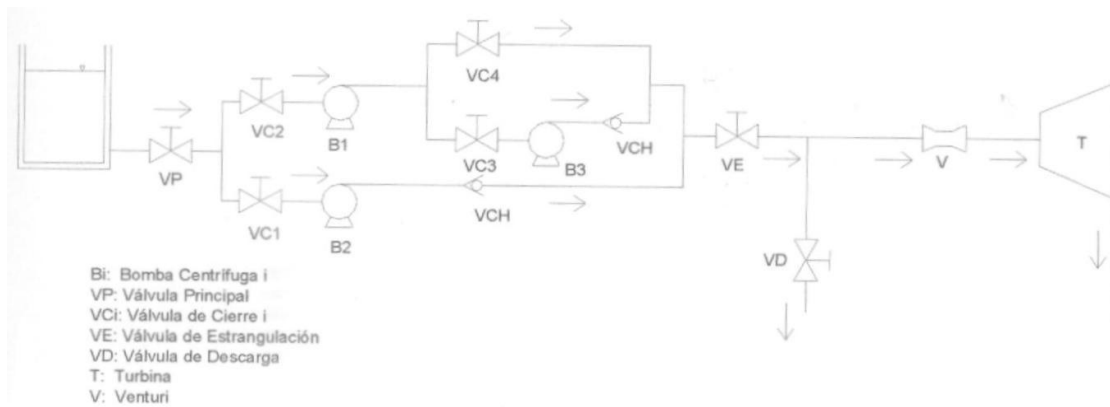 VC4
VC2
B1
VC3
B3
VCH
VE
V
T
VP
VC1
B2
VCH
VD
Bi: Bomba Centrífuga i
VP: Válvula Principal
VCi: Válvula de Cierre i
VE: Válvula de Estrangulación
VD: Válvula de Descarga
T: Turbina
V: Venturi